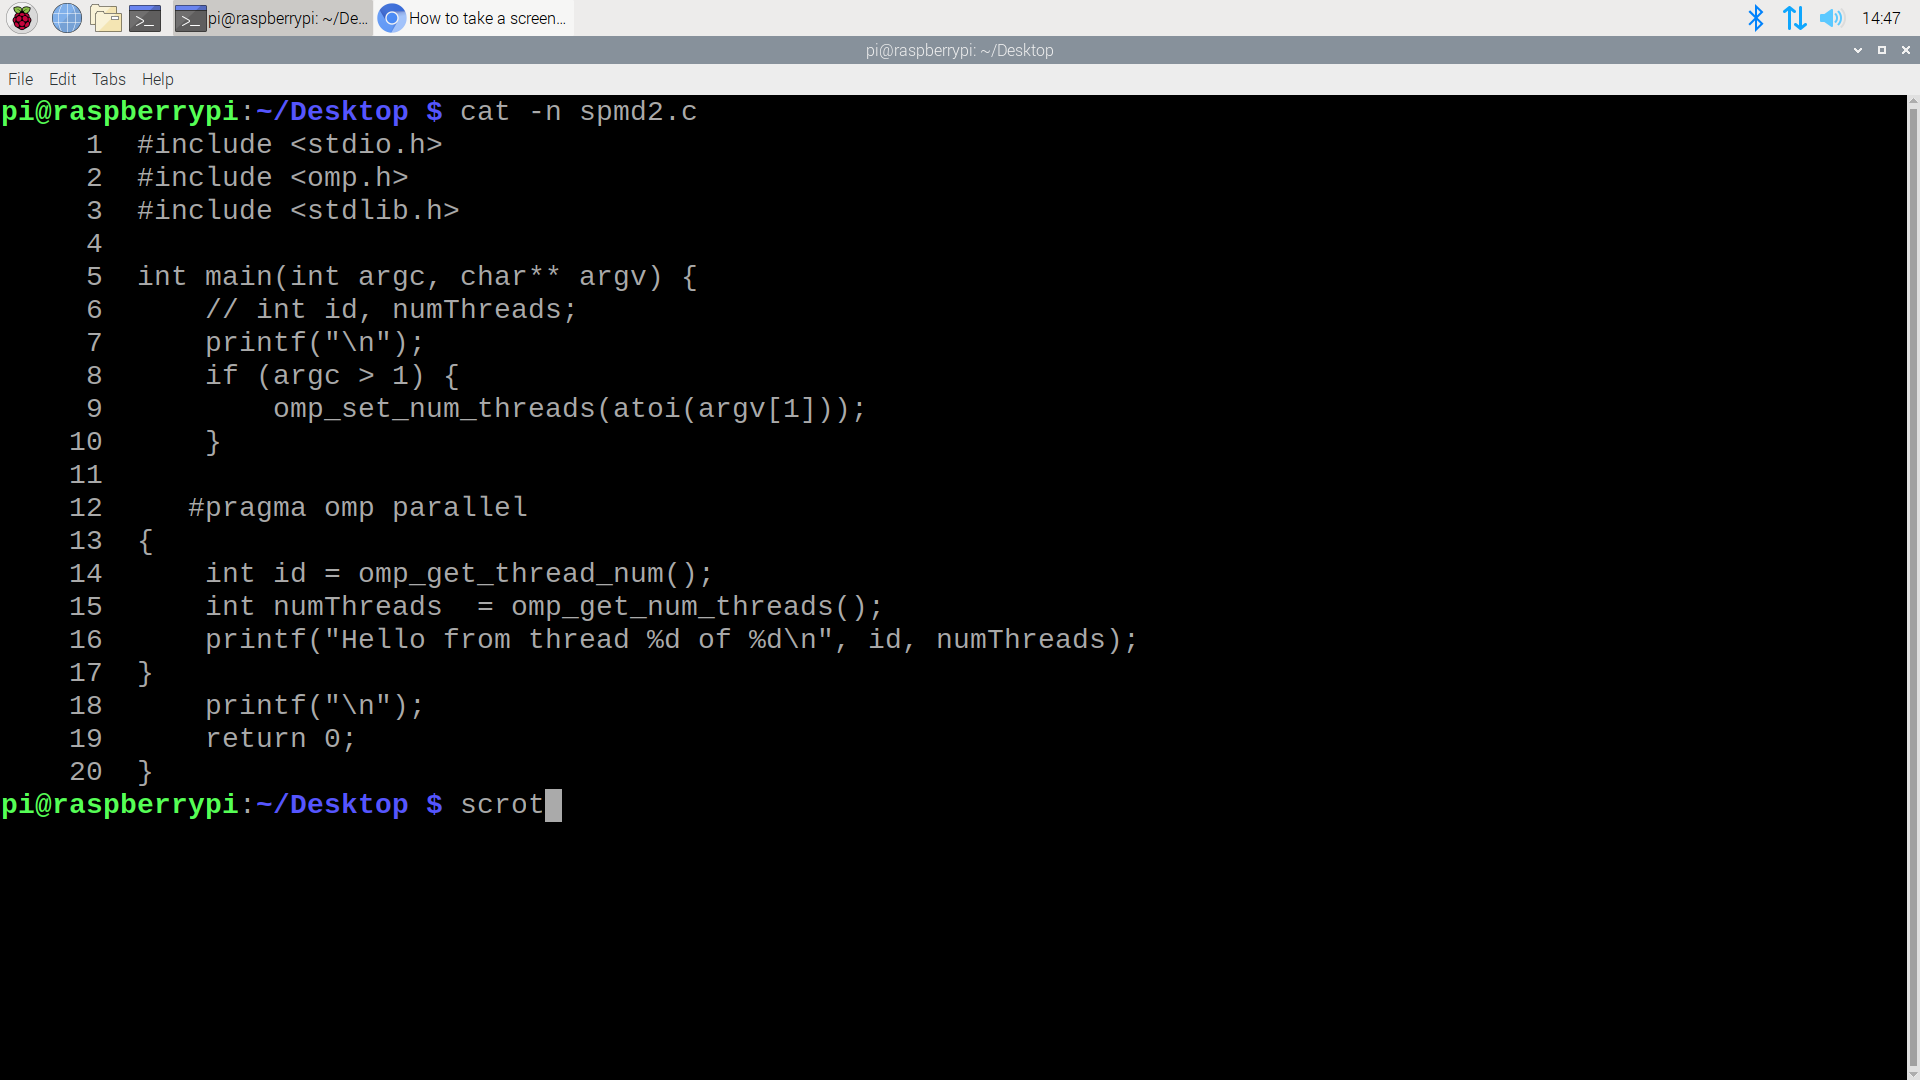 pi@raspberrypi: ~/De...
How to take a screen...
14:47
pi@raspberrypi: ~/Desktop
File Edit Tabs Help
pi@raspberrypi:~/Desktop $ cat -n spmd2.c
     1  #include <stdio.h>
     2  #include <omp.h>
     3  #include <stdlib.h>
     4
     5  int main(int argc, char** argv) {
     6      // int id, numThreads;
     7      printf("\n");
     8      if (argc > 1) {
     9          omp_set_num_threads(atoi(argv[1]));
    10      }
    11
    12     #pragma omp parallel
    13  {
    14      int id = omp_get_thread_num();
    15      int numThreads  = omp_get_num_threads();
    16      printf("Hello from thread %d of %d\n", id, numThreads);
    17  }
    18      printf("\n");
    19      return 0;
    20  }
pi@raspberrypi:~/Desktop $ scrot